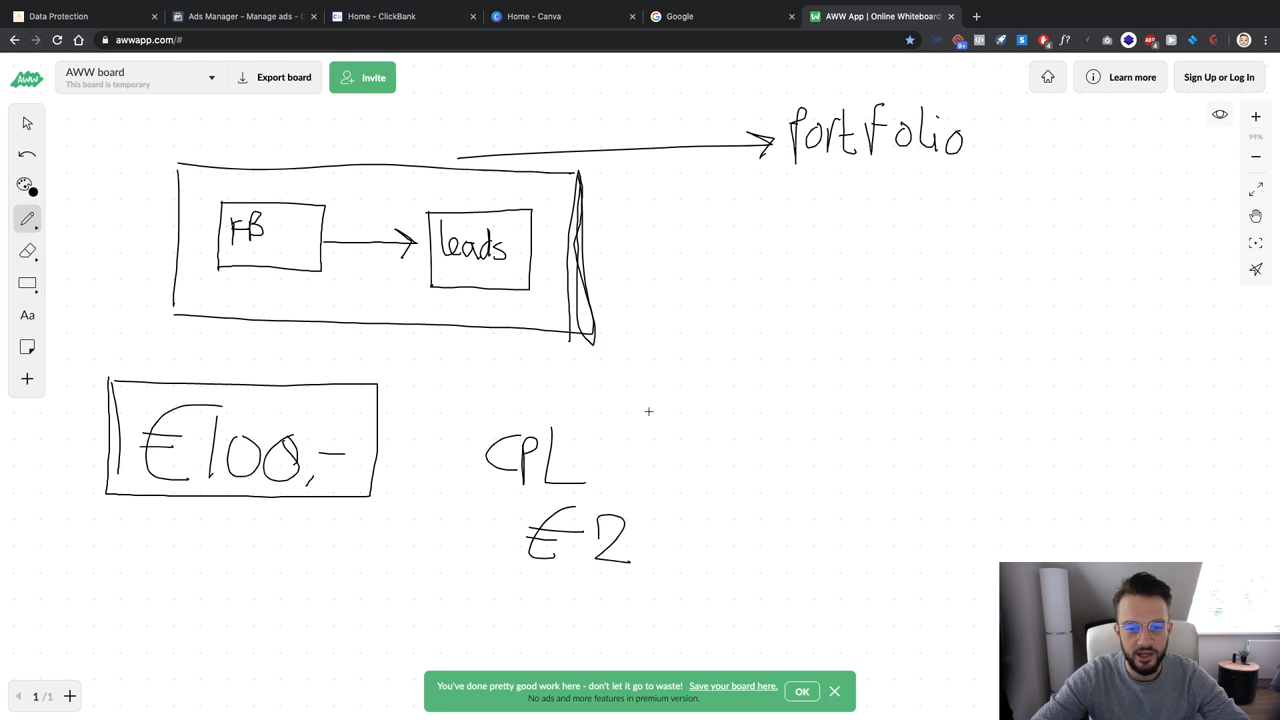 Data Protection
Ads Manager - Manage ads - C
Home - ClickBank
Home - Canva
Google
AWW App | Online Whiteboard
awwapp.com/#
AWW
AWW board
This board is temporary
Export board
Invite
Learn more
Sign Up or Log In
99%
Aa
Portfolio
FB
leads
€100,-
CPL
€2
You've done pretty good work here - don't let it go to waste! Save your board here.
No ads and more features in premium version.
OK
1 / 1